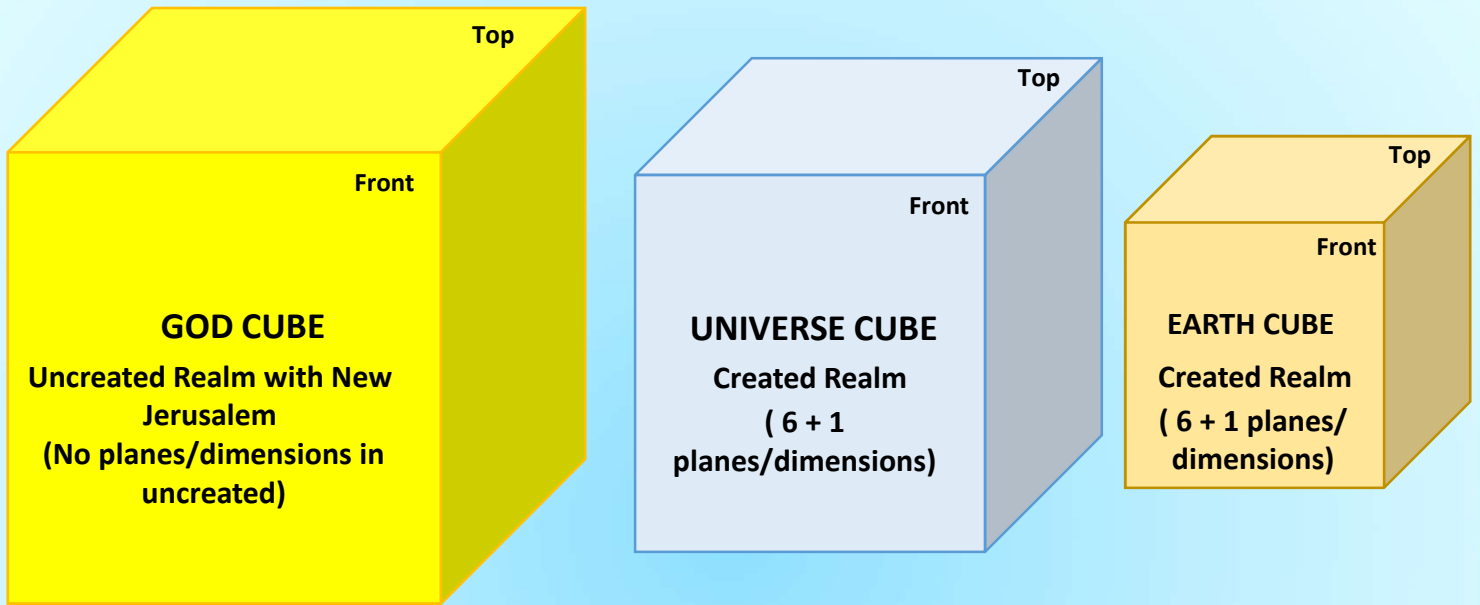 Top
Front
GOD CUBE
Uncreated Realm with New
Jerusalem
(No planes/dimensions in
uncreated)
Top
Front
UNIVERSE CUBE
Created Realm
( 6 + 1
planes/dimensions)
Top
Front
EARTH CUBE
Created Realm
( 6 + 1 planes/
dimensions)